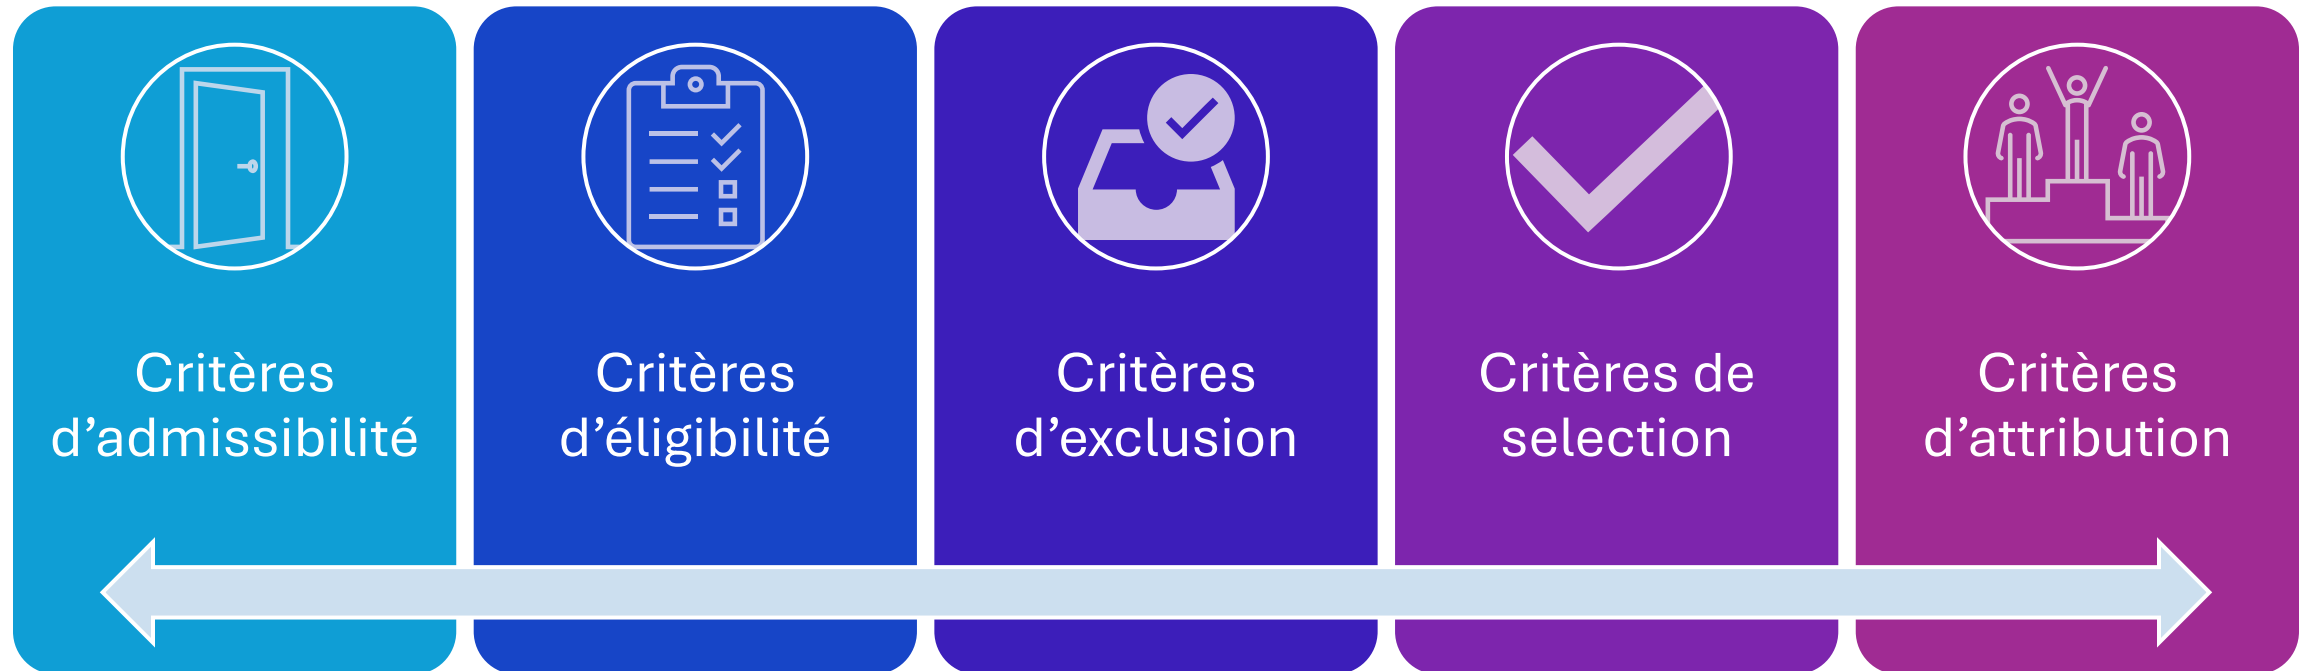 Critères
d’admissibilité
Critères
d’éligibilité
Critères
d’exclusion
Critères de
selection
Critères
d’attribution